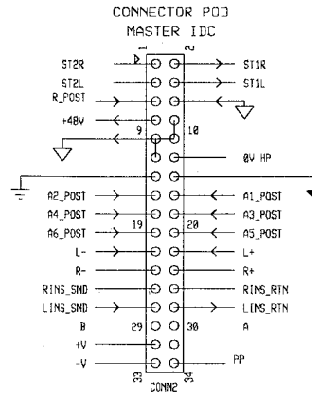 CONNECTOR P03
MASTER IDC
1 2
ST2R ST1R
ST2L ST1L
R_POST
+48V
9 10
0V HP
A2_POST A1_POST
A4_POST A3_POST
19 20
A6_POST A5_POST
L- L+
R- R+
RINS_SND RINS_RTN
LINS_SND LINS_RTN
B 29 30 A
+V
-V PP
33 34
CONN2